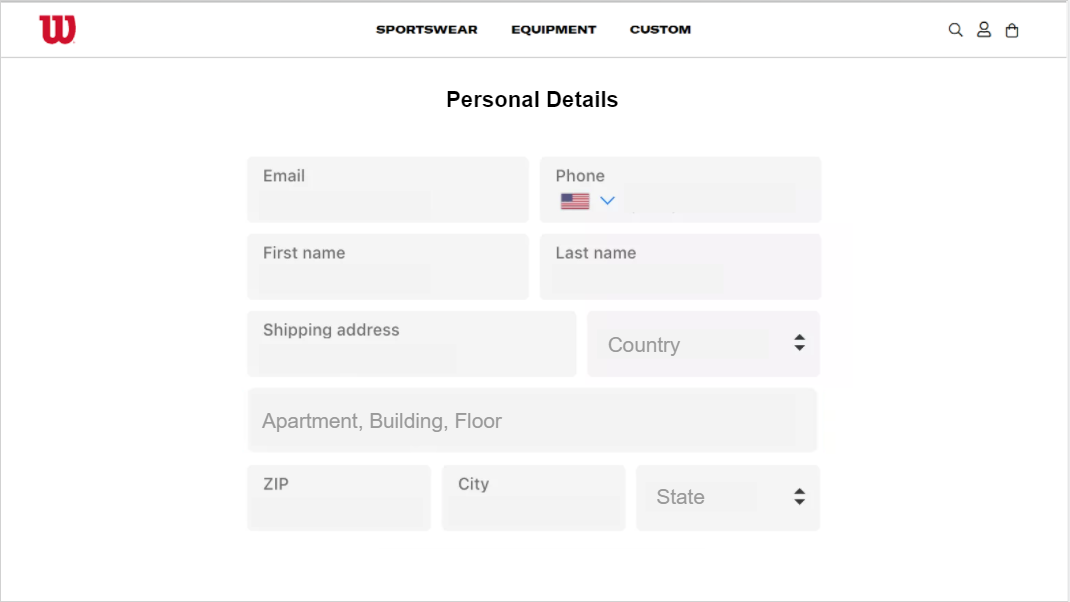 W
SPORTSWEAR EQUIPMENT CUSTOM
Personal Details
Email Phone
First name Last name
Shipping address Country
Apartment, Building, Floor
ZIP City State